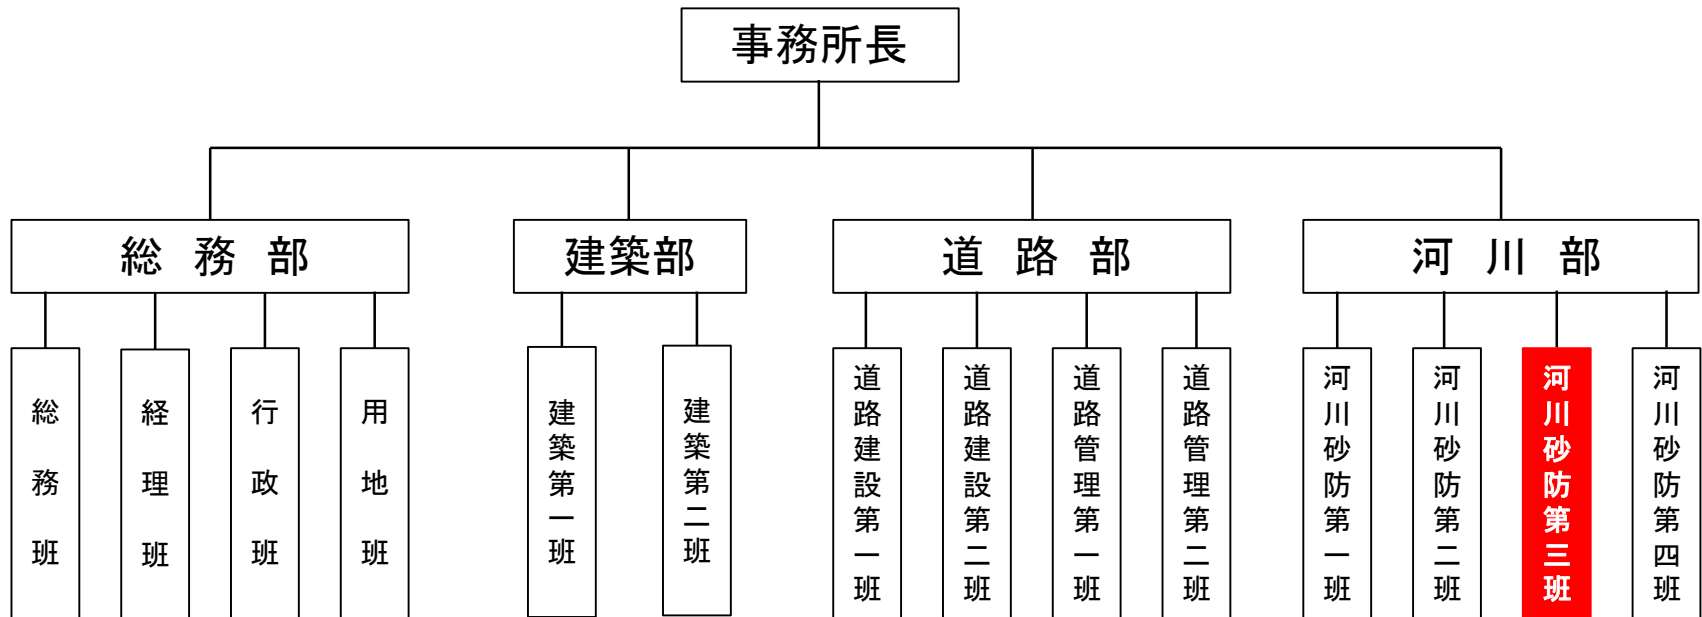 事務所長
総務部
建築部
道路部
河川部
総務班
経理班
行政班
用地班
建築第一班
建築第二班
道路建設第一班
道路建設第二班
道路管理第一班
道路管理第二班
河川砂防第一班
河川砂防第二班
河川砂防第三班
河川砂防第四班